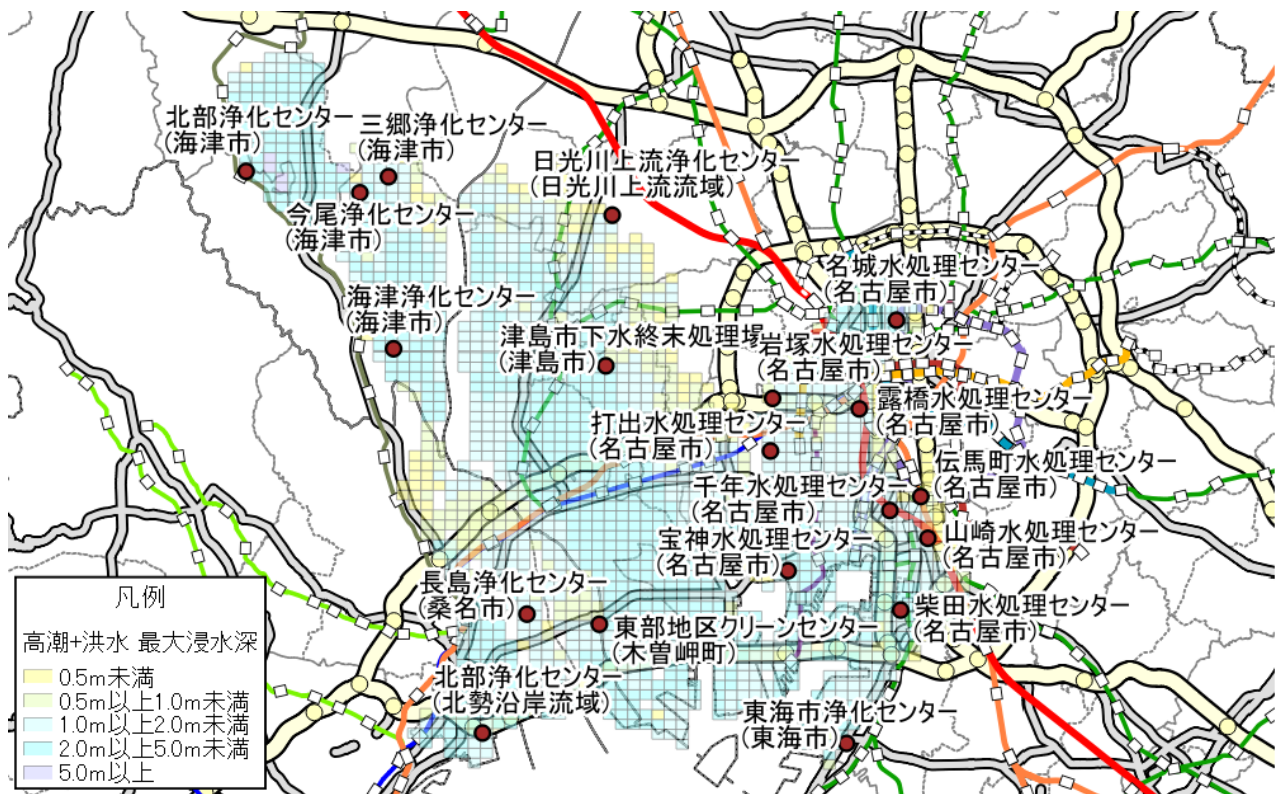 北部浄化センター
(海津市)
三郷浄化センター
(海津市)
今尾浄化センター
(海津市)
日光川上流浄化センター
(日光川上流流域)
名城水処理センター
(名古屋市)
海津浄化センター
(海津市)
津島市下水終末処理場
(津島市)
岩塚水処理センター
(名古屋市)
露橋水処理センター
(名古屋市)
打出水処理センター
(名古屋市)
伝馬町水処理センター
(名古屋市)
千年水処理センター
(名古屋市)
山崎水処理センター
(名古屋市)
宝神水処理センター
(名古屋市)
長島浄化センター
(桑名市)
柴田水処理センター
(名古屋市)
東部地区クリーンセンター
(木曽岬町)
北部浄化センター
(北勢沿岸流域)
東海市浄化センター
(東海市)
凡例
高潮+洪水 最大浸水深
0.5m未満
0.5m以上1.0m未満
1.0m以上2.0m未満
2.0m以上5.0m未満
5.0m以上